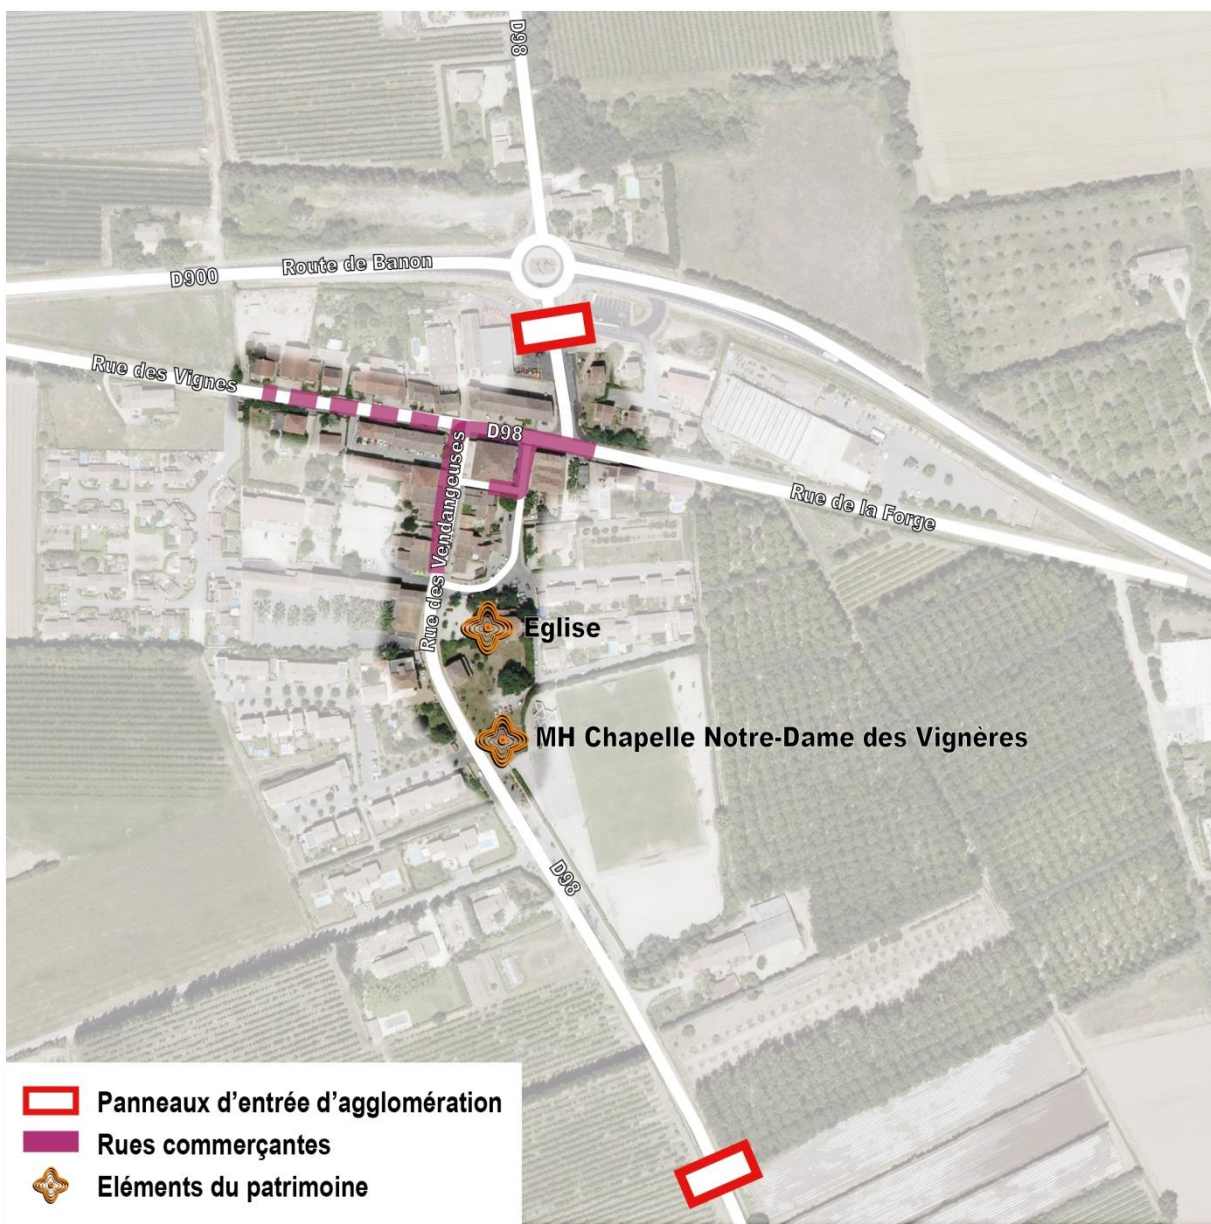 D98
Route de Banon
D900
Rue des Vignes
D98
Rue des Vendangeuses
Rue de la Forge
Eglise
MH Chapelle Notre-Dame des Vignères
D98
Panneaux d'entrée d'agglomération
Rues commerçantes
Eléments du patrimoine